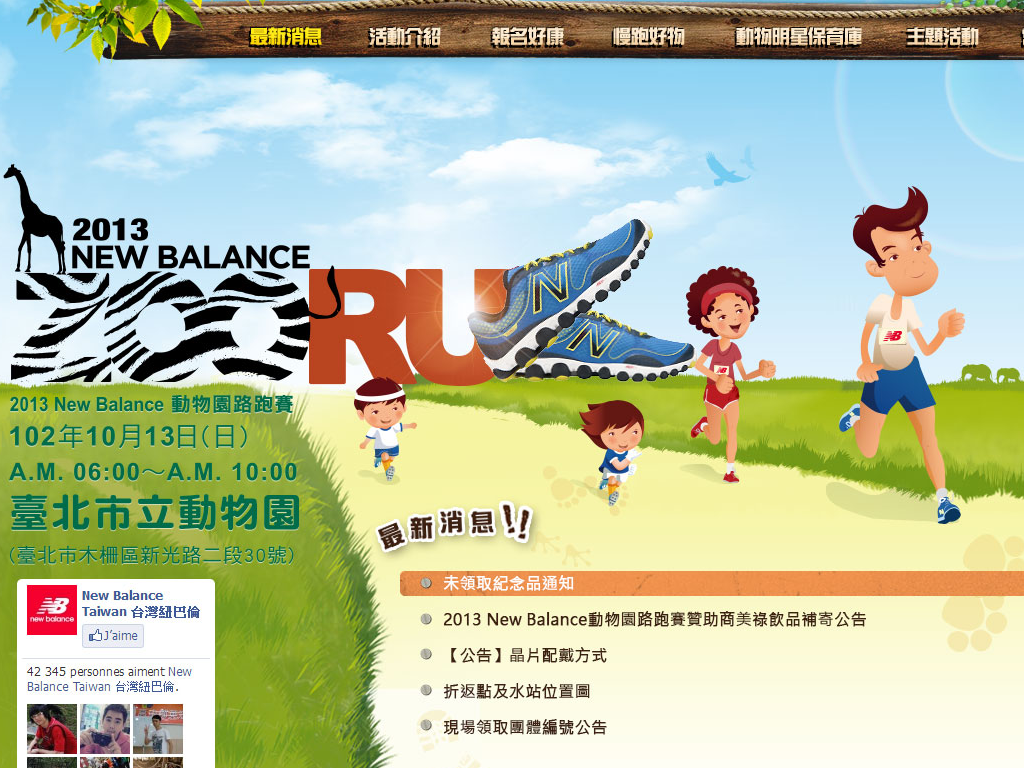 最新消息 活動介紹 報名好康 慢跑好物 動物明星保育庫 主題活動
2013
NEW BALANCE
ZOO RU
N N
2013 New Balance 動物園路跑賽
102年10月13日(日)
A.M. 06:00～A.M. 10:00
臺北市立動物園
(臺北市木柵區新光路二段30號)
最新消息!!
未領取紀念品通知
2013 New Balance動物園路跑賽贊助商美祿飲品補寄公告
【公告】晶片配戴方式
折返點及水站位置圖
現場領取團體編號公告
new balance
New Balance
Taiwan 台灣紐巴倫
J'aime
42 345 personnes aiment New
Balance Taiwan 台灣紐巴倫.